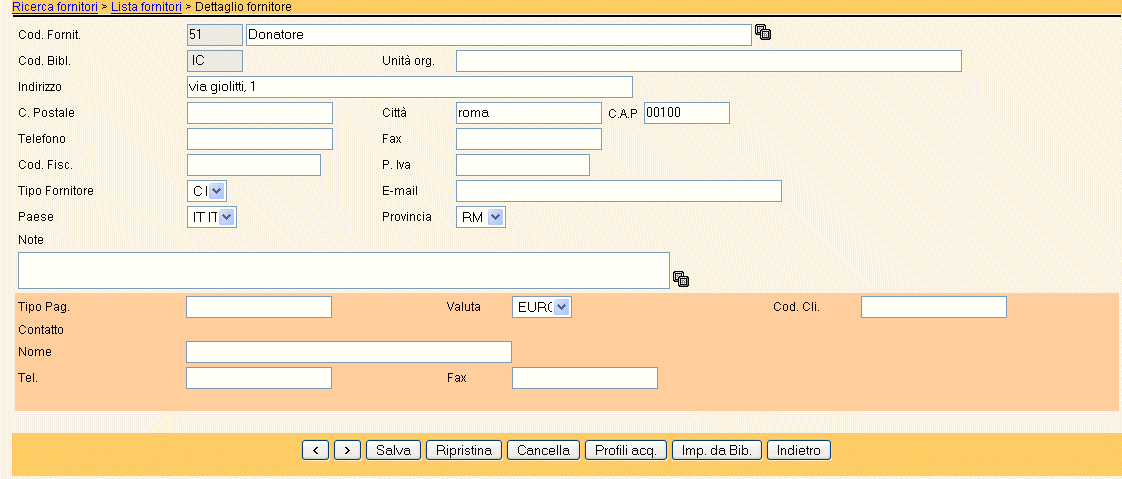 Ricerca fornitori > Lista fornitori > Dettaglio fornitore
Cod. Fornit. 51 Donatore
Cod. Bibl. IC Unità org.
Indirizzo via giolitti, 1
C. Postale Città roma C.A.P 00100
Telefono Fax
Cod. Fisc. P. Iva
Tipo Fornitore C I E-mail
Paese IT IT Provincia RM
Note
Tipo Pag. Valuta EURO Cod. Cli.
Contatto
Nome
Tel. Fax
< > Salva Ripristina Cancella Profili acq. Imp. da Bib. Indietro